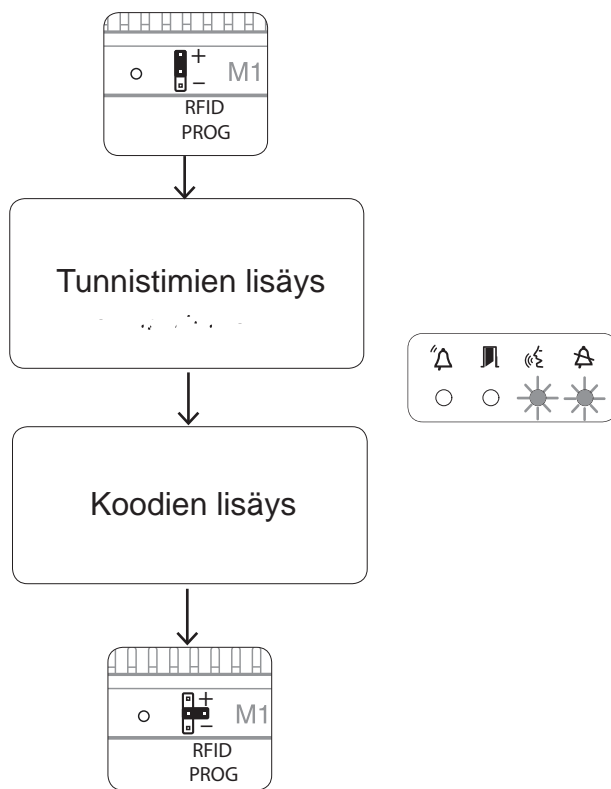 +
M1
−
RFID
PROG
Tunnistimien lisäys
Koodien lisäys
+
M1
−
RFID
PROG